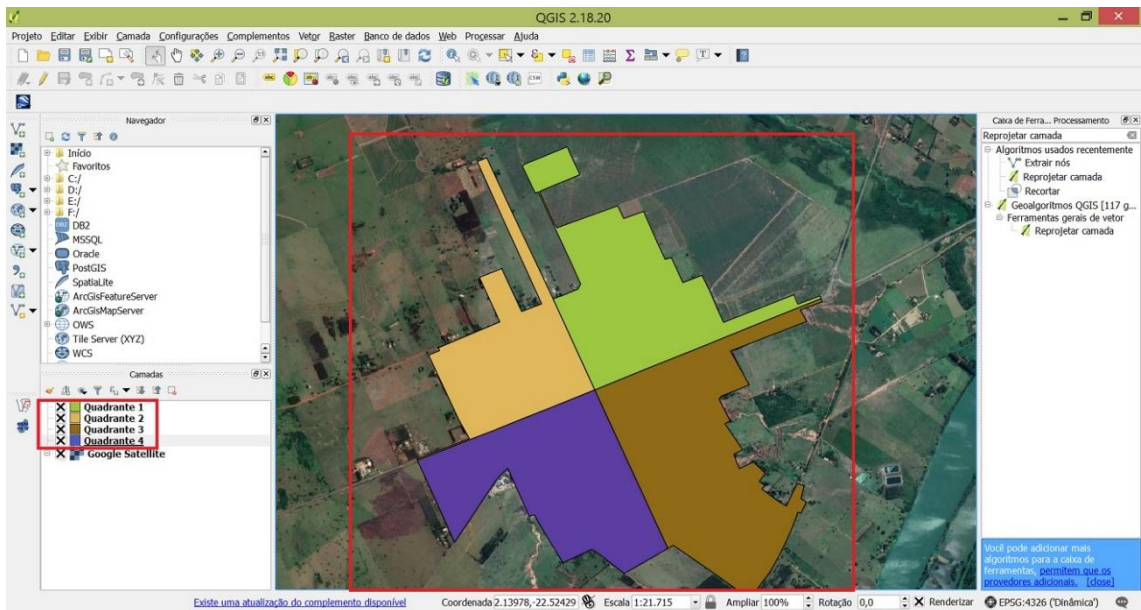 QGIS 2.18.20
Projeto Editar Exibir Camada Configurações Complementos Vetor Raster Banco de dados Web Processar Ajuda
Navegador
Início
Favoritos
C:/
D:/
E:/
F:/
DB2
MSSQL
Oracle
PostGIS
SpatiaLite
ArcGisFeatureServer
ArcGisMapServer
OWS
Tile Server (XYZ)
WCS
Camadas
Quadrante 1
Quadrante 2
Quadrante 3
Quadrante 4
Google Satellite
Caixa de Ferra... Processamento
Reprojetar camada
Algoritmos usados recentemente
Extrair nós
Reprojetar camada
Recortar
Geoalgoritmos QGIS [117 g...
Ferramentas gerais de vetor
Reprojetar camada
Você pode adicionar mais
algoritmos para a caixa de
ferramentas, permitem que os
provedores adicionais. [close]
Existe uma atualização do complemento disponível Coordenada 2.13978,-22.52429 Escala 1:21.715 Ampliar 100% Rotação 0,0 Renderizar EPSG:4326 ('Dinâmica')